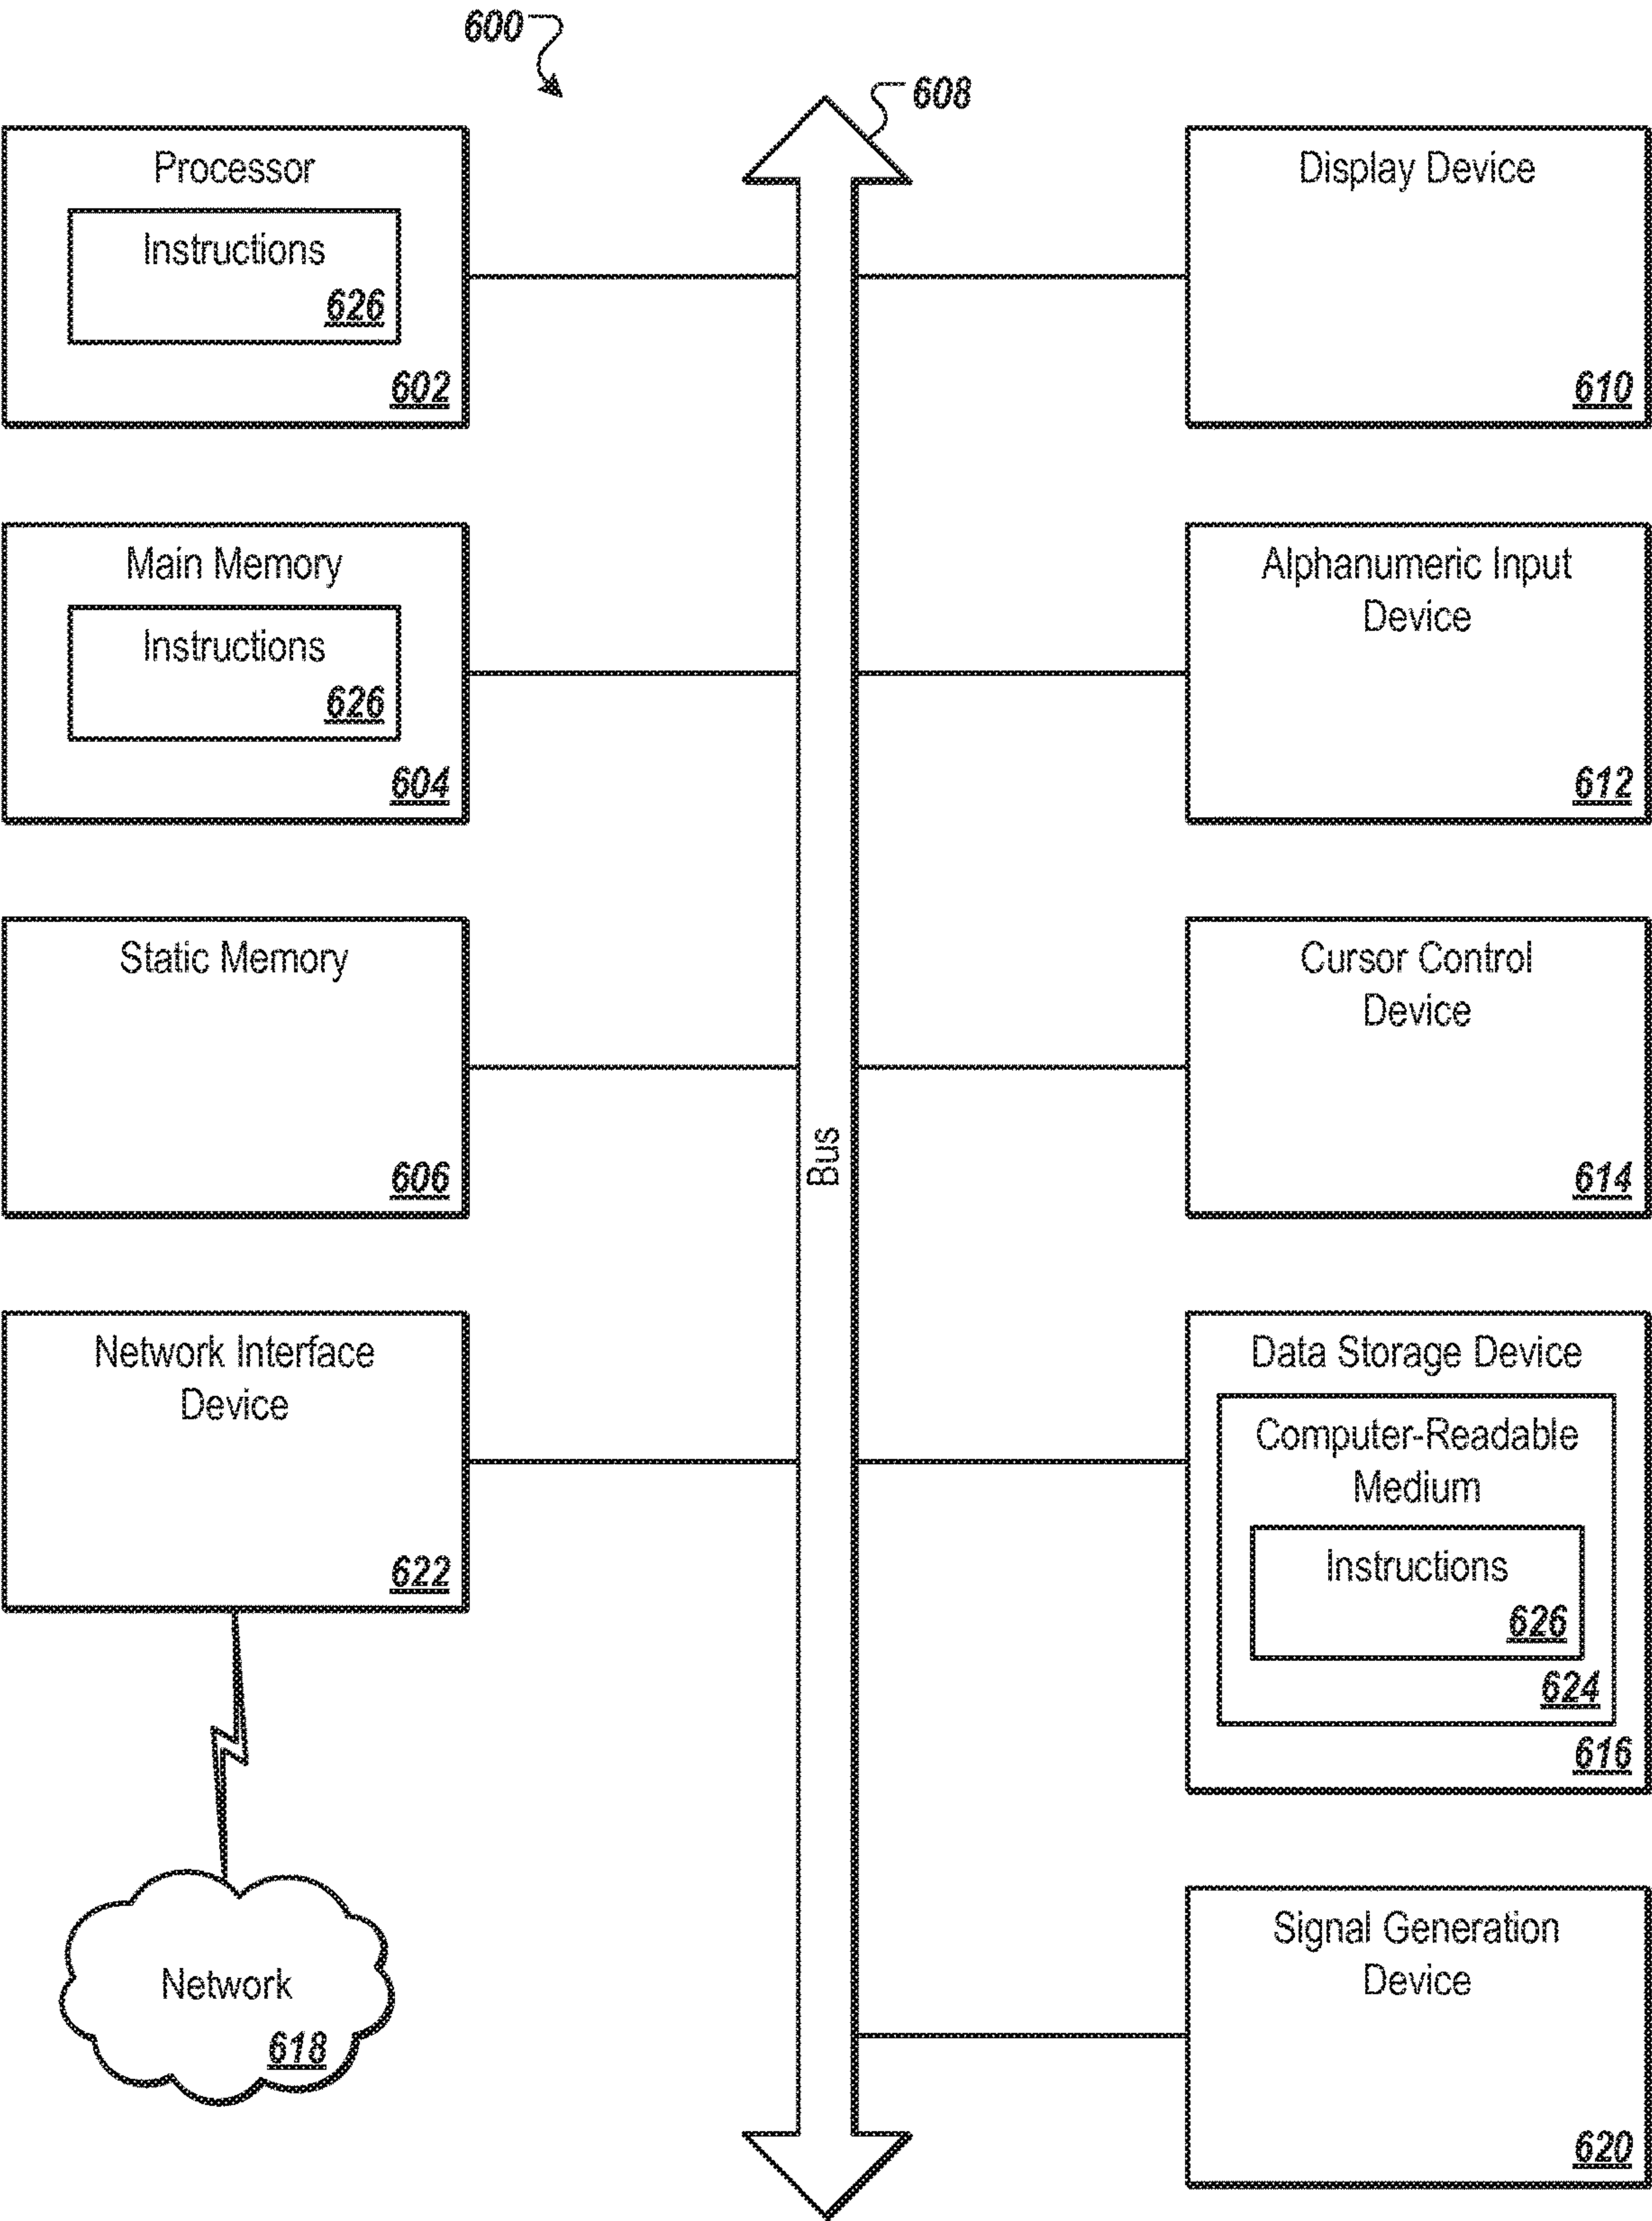 600
608
Processor
Instructions
626
602
Display Device
610
Main Memory
Instructions
626
604
Alphanumeric Input
Device
612
Static Memory
606
Cursor Control
Device
614
Bus
Network Interface
Device
622
Data Storage Device
Computer-Readable
Medium
Instructions
626
624
616
Network
618
Signal Generation
Device
620